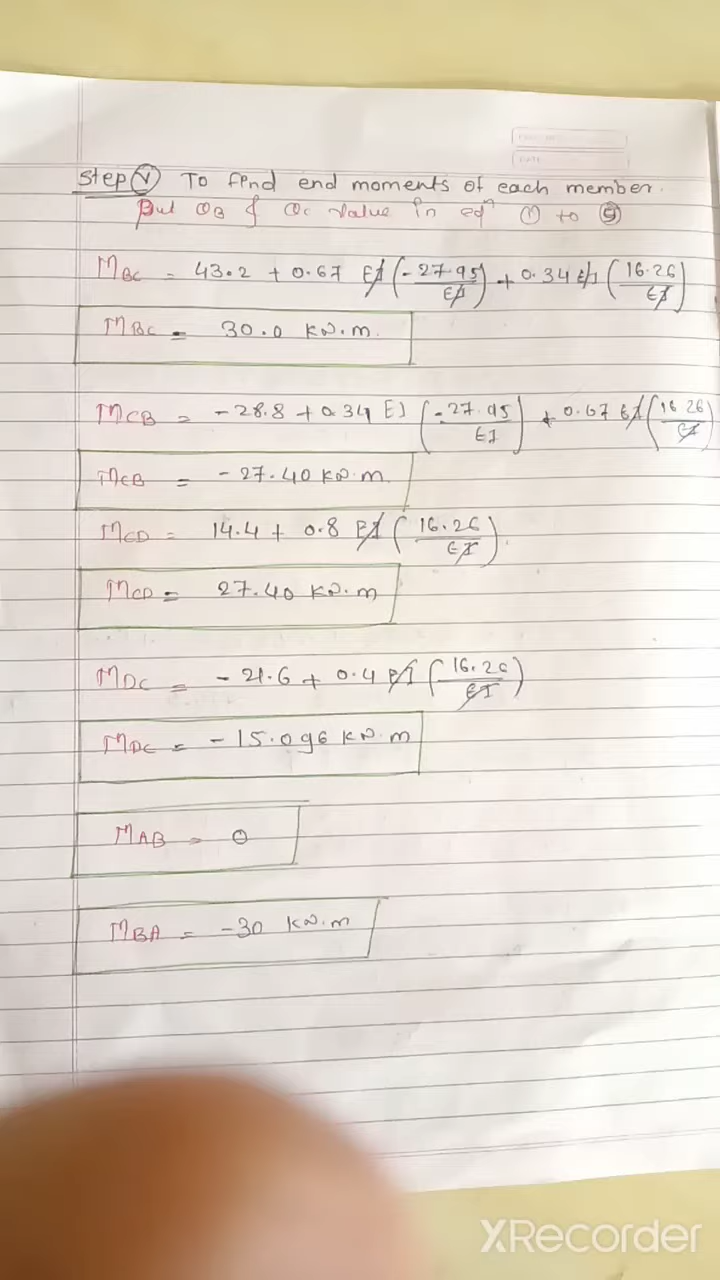 Step (V) To find end moments of each member.
Put θB & θc value in eqn ① to ⑨
MBC = 43.2 + 0.67 EI (-27.95/EI) + 0.34 EI (16.26/EI)
MBC = 30.0 KN.m.
MCB = -28.8 + 0.34 EI (-27.95/EI) + 0.67 EI (16.26/EI)
MCB = -27.40 KN.m.
MCD = 14.4 + 0.8 EI (16.26/EI).
MCD = 27.40 KN.m
MDC = -21.6 + 0.4 EI (16.26/EI)
MDC = -15.096 KN.m
MAB = 0
MBA = -30 KN.m
XRecorder